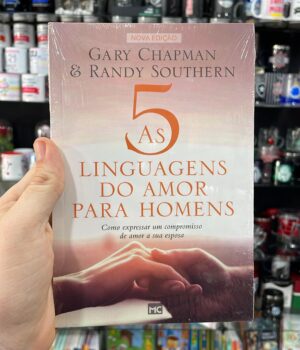 NOVA EDIÇÃO
GARY CHAPMAN
& RANDY SOUTHERN
AS 5
LINGUAGENS
DO AMOR
PARA HOMENS
Como expressar um compromisso
de amor a sua esposa
MC